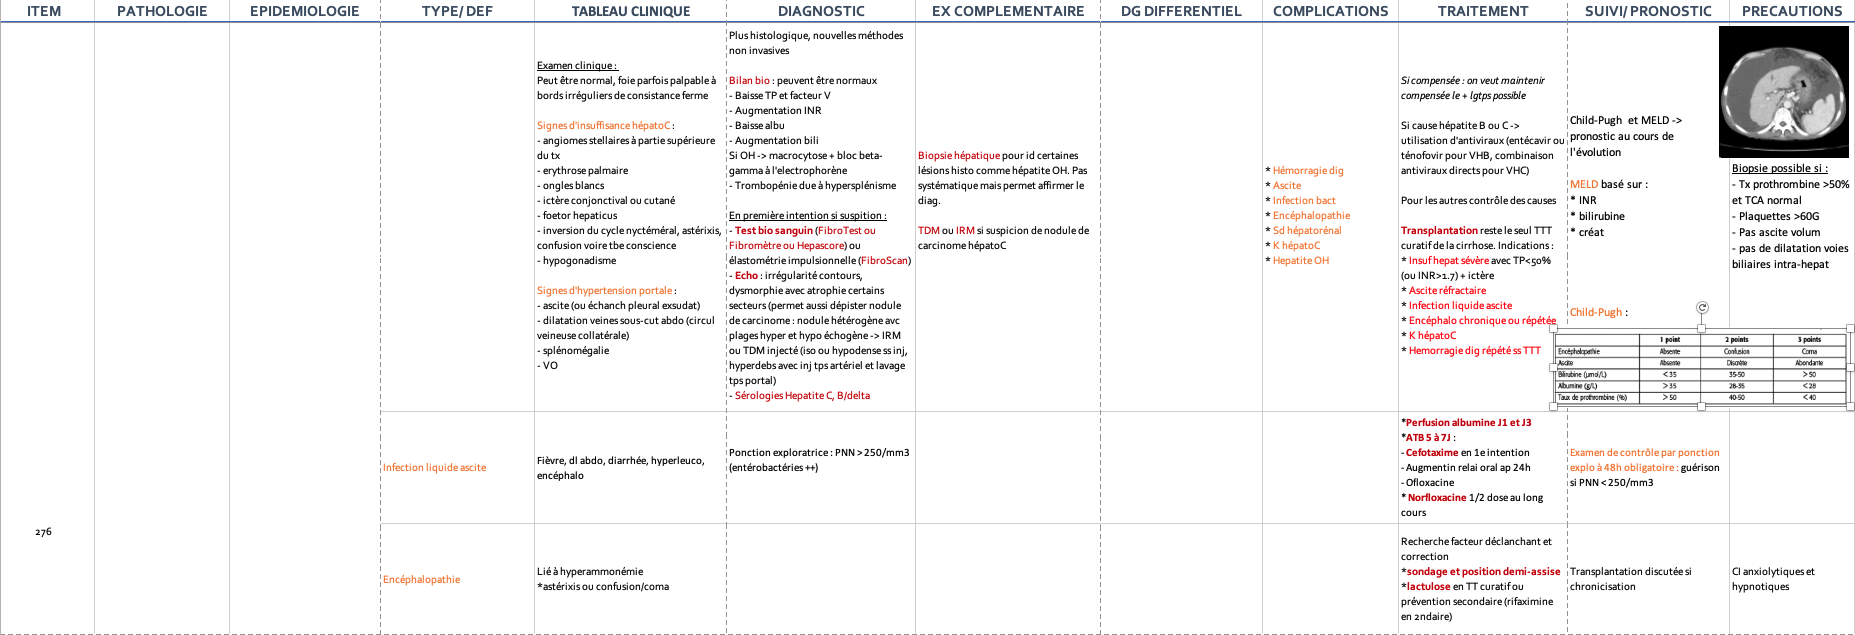 ITEM
PATHOLOGIE
EPIDEMIOLOGIE
TYPE/ DEF
TABLEAU CLINIQUE
DIAGNOSTIC
EX COMPLEMENTAIRE
DG DIFFERENTIEL
COMPLICATIONS
TRAITEMENT
SUIVI/ PRONOSTIC
PRECAUTIONS
276
Examen clinique :
Peut être normal, foie parfois palpable à
bords irréguliers de consistance ferme
Signes d'insuffisance hépatoC :
- angiomes stellaires à partie supérieure
du tx
- erythrose palmaire
- ongles blancs
- ictère conjonctival ou cutané
- foetor hepaticus
- inversion du cycle nyctéméral, astérixis,
confusion voire tbe conscience
- hypogonadisme
Signes d'hypertension portale :
- ascite (ou échanch pleural exsudat)
- dilatation veines sous-cut abdo (circul
veineuse collatérale)
- splénomégalie
- VO
Plus histologique, nouvelles méthodes
non invasives
Bilan bio : peuvent être normaux
- Baisse TP et facteur V
- Augmentation INR
- Baisse albu
- Augmentation bili
Si OH -> macrocytose + bloc beta-
gamma à l'electrophorène
- Trombopénie due à hypersplénisme
En première intention si suspition :
- Test bio sanguin (FibroTest ou
Fibromètre ou Hepascore) ou
élastométrie impulsionnelle (FibroScan)
- Echo : irrégularité contours,
dysmorphie avec atrophie certains
secteurs (permet aussi dépister nodule
de carcinome : nodule hétérogène avc
plages hyper et hypo échogène -> IRM
ou TDM injecté (iso ou hypodense ss inj,
hyperdebs avec inj tps artériel et lavage
tps portal)
- Sérologies Hepatite C, B/delta
Biopsie hépatique pour id certaines
lésions histo comme hépatite OH. Pas
systématique mais permet affirmer le
diag.
TDM ou IRM si suspicion de nodule de
carcinome hépatoC
* Hémorragie dig
* Ascite
* Infection bact
* Encéphalopathie
* Sd hépatorénal
* K hépatoC
* Hepatite OH
Si compensée : on veut maintenir
compensée le + lgtps possible
Si cause hépatite B ou C ->
utilisation d'antiviraux (entécavir ou
ténofovir pour VHB, combinaison
antiviraux directs pour VHC)
Pour les autres contrôle des causes
Transplantation reste le seul TTT
curatif de la cirrhose. Indications :
* Insuf hepat sévère avec TP<50%
(ou INR>1.7) + ictère
* Ascite réfractaire
* Infection liquide ascite
* Encéphalo chronique ou répétée
* K hépatoC
* Hemorragie dig répété ss TTT
Child-Pugh et MELD ->
pronostic au cours de
l'évolution
MELD basé sur :
* INR
* bilirubine
* créat
Child-Pugh :
1 point 2 points 3 points
Encéphalopathie Absente Confusion Coma
Ascite Absente Discrète Abondante
Bilirubine (µmol/L) < 35 35-50 > 50
Albumine (g/L) > 35 28-35 < 28
Taux de prothrombine (%) > 50 40-50 < 40
Biopsie possible si :
- Tx prothrombine >50%
et TCA normal
- Plaquettes >60G
- Pas ascite volum
- pas de dilatation voies
biliaires intra-hepat
Infection liquide ascite
Fièvre, dl abdo, diarrhée, hyperleuco,
encéphalo
Ponction exploratrice : PNN > 250/mm3
(entérobactéries ++)
*Perfusion albumine J1 et J3
*ATB 5 à 7J :
- Cefotaxime en 1e intention
- Augmentin relai oral ap 24h
- Ofloxacine
* Norfloxacine 1/2 dose au long
cours
Examen de contrôle par ponction
explo à 48h obligatoire : guérison
si PNN < 250/mm3
Encéphalopathie
Lié à hyperammonémie
*astérixis ou confusion/coma
Recherche facteur déclanchant et
correction
*sondage et position demi-assise
*lactulose en TT curatif ou
prévention secondaire (rifaximine
en 2ndaire)
Transplantation discutée si
chronicisation
CI anxiolytiques et
hypnotiques